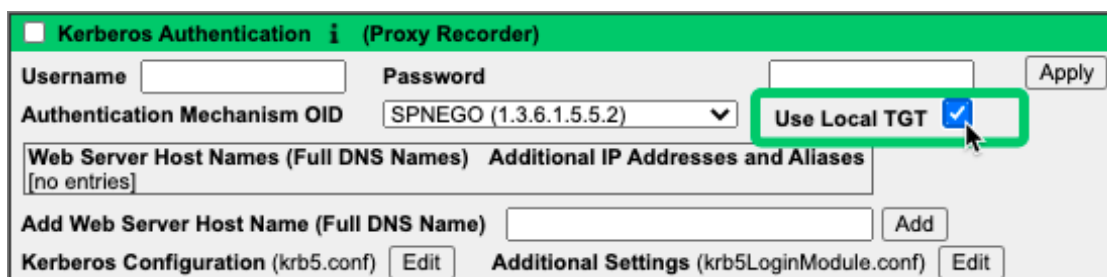 Kerberos Authentication i (Proxy Recorder)
Username Password Apply
Authentication Mechanism OID SPNEGO (1.3.6.1.5.5.2) Use Local TGT
Web Server Host Names (Full DNS Names) Additional IP Addresses and Aliases
[no entries]
Add Web Server Host Name (Full DNS Name) Add
Kerberos Configuration (krb5.conf) Edit Additional Settings (krb5LoginModule.conf) Edit